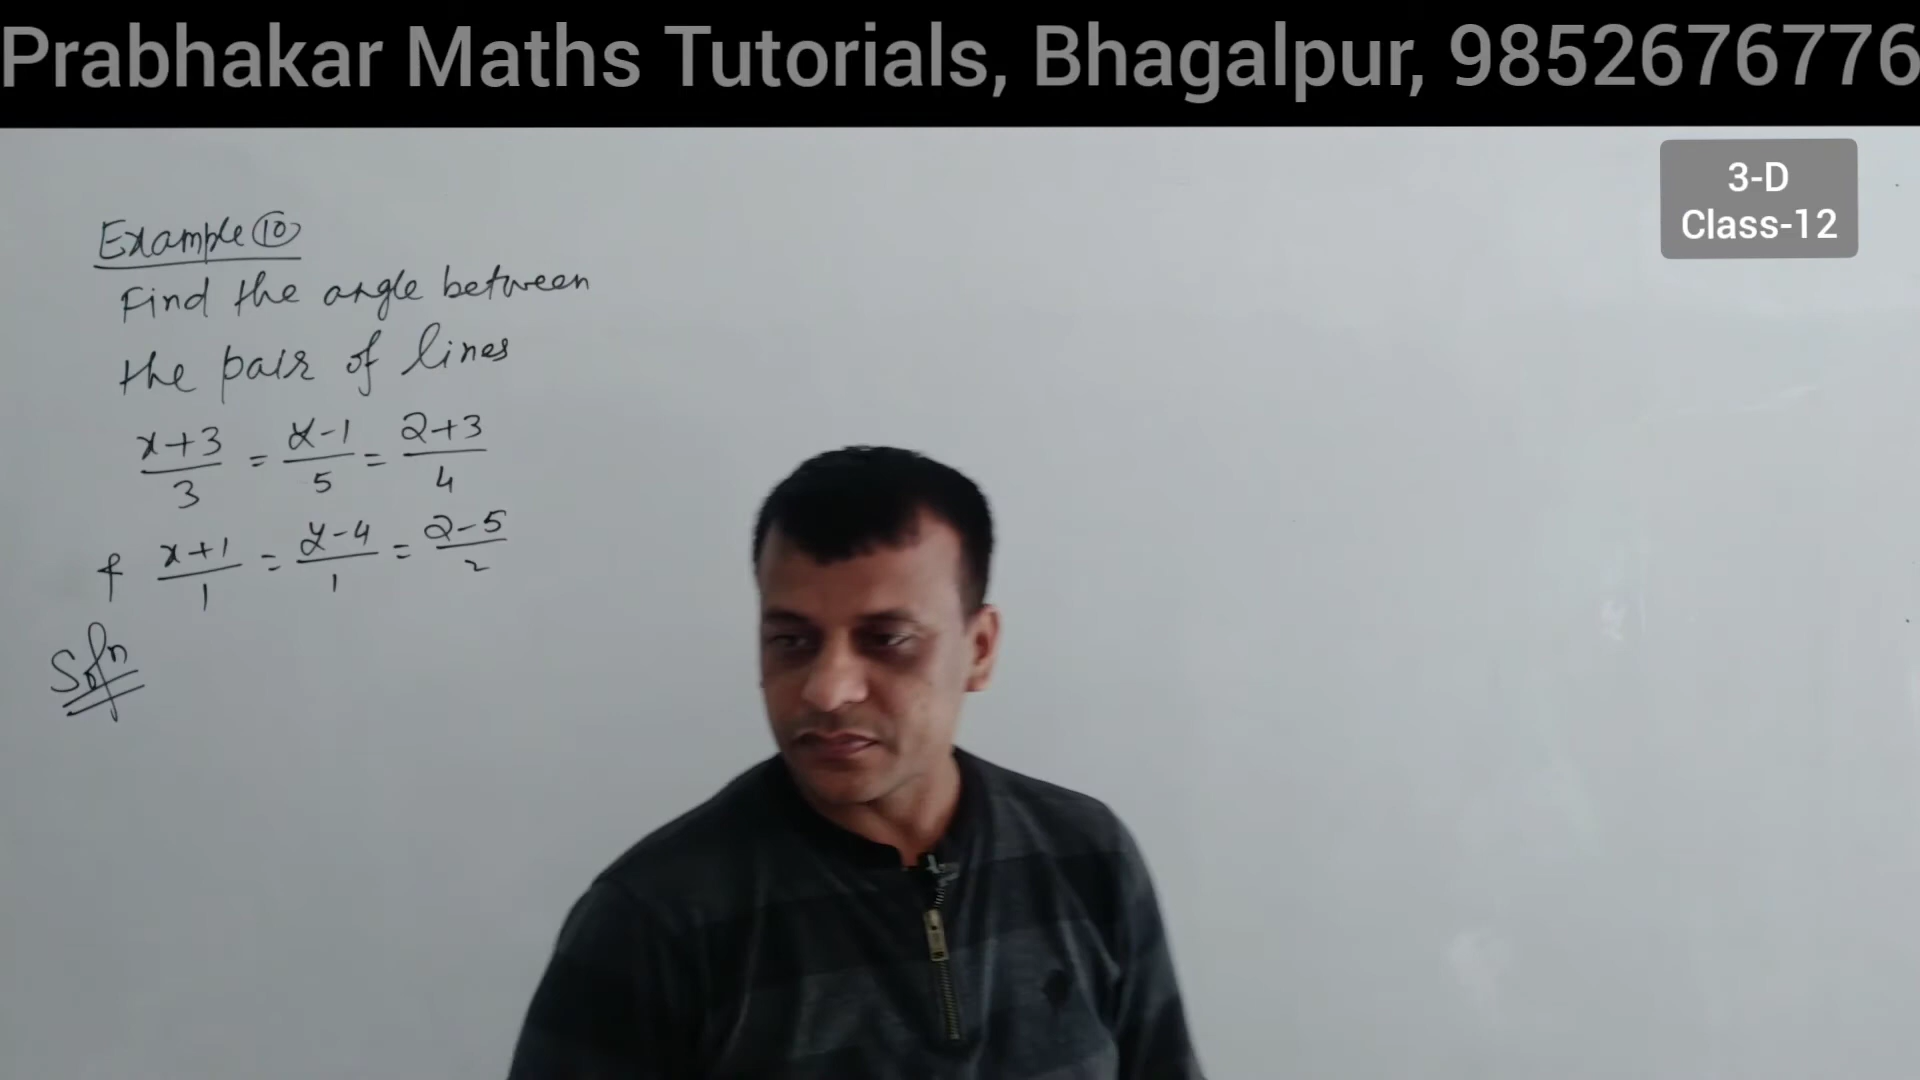 Prabhakar Maths Tutorials, Bhagalpur, 9852676776
3-D
Class-12
Example 10
Find the angle between
the pair of lines
x+3/3 = y-1/5 = z+3/4
& x+1/1 = y-4/1 = z-5/2
Soln